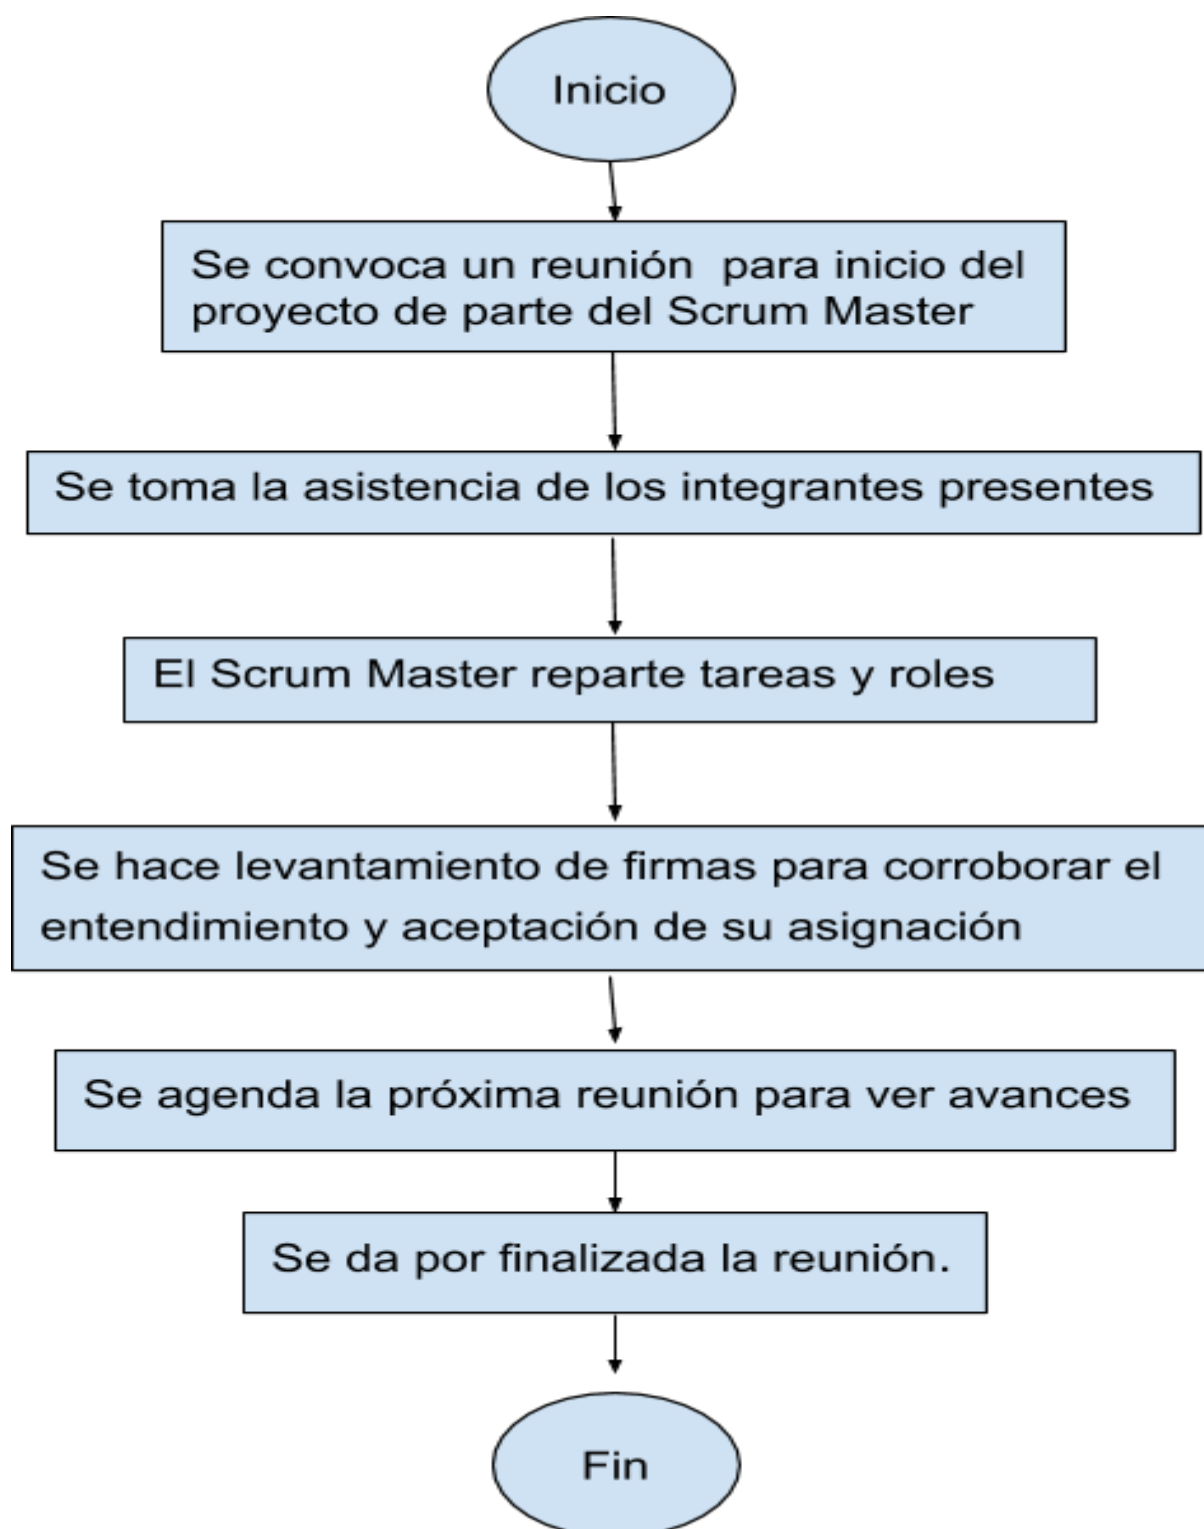 Inicio
Se convoca un reunión  para inicio del
proyecto de parte del Scrum Master
Se toma la asistencia de los integrantes presentes
El Scrum Master reparte tareas y roles
Se hace levantamiento de firmas para corroborar el
entendimiento y aceptación de su asignación
Se agenda la próxima reunión para ver avances
Se da por finalizada la reunión.
Fin